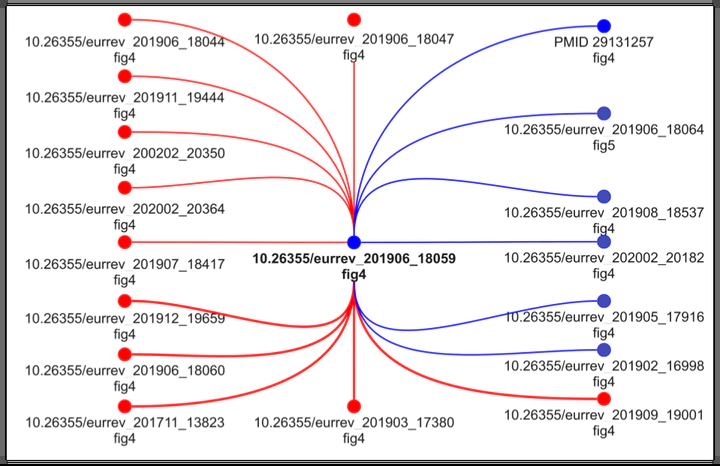 10.26355/eurrev_201906_18044
fig4
10.26355/eurrev_201911_19444
fig4
10.26355/eurrev_200202_20350
fig4
10.26355/eurrev_202002_20364
fig4
10.26355/eurrev_201907_18417
fig4
10.26355/eurrev_201912_19659
fig4
10.26355/eurrev_201906_18060
fig4
10.26355/eurrev_201711_13823
fig4
10.26355/eurrev_201906_18047
fig4
10.26355/eurrev_201906_18059
fig4
10.26355/eurrev_201903_17380
fig4
PMID 29131257
fig4
10.26355/eurrev_201906_18064
fig5
10.26355/eurrev_201908_18537
fig4
10.26355/eurrev_202002_20182
fig4
10.26355/eurrev_201905_17916
fig4
10.26355/eurrev_201902_16998
fig4
10.26355/eurrev_201909_19001
fig4